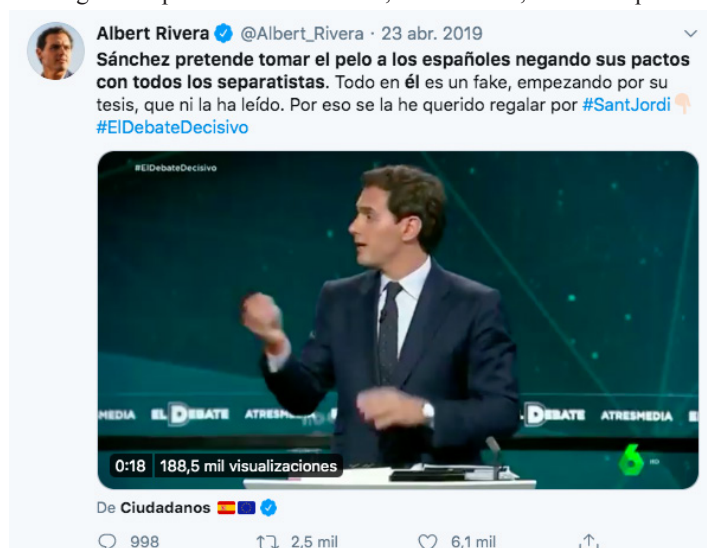 Albert Rivera @Albert_Rivera · 23 abr. 2019
Sánchez pretende tomar el pelo a los españoles negando sus pactos
con todos los separatistas. Todo en él es un fake, empezando por su
tesis, que ni la ha leído. Por eso se la he querido regalar por #SantJordi
#ElDebateDecisivo
#ElDebateDecisivo
MEDIA EL DEBATE ATRESM DEBATE ATRESMEDIA E
0:18 188,5 mil visualizaciones
De Ciudadanos
998 2,5 mil 6,1 mil